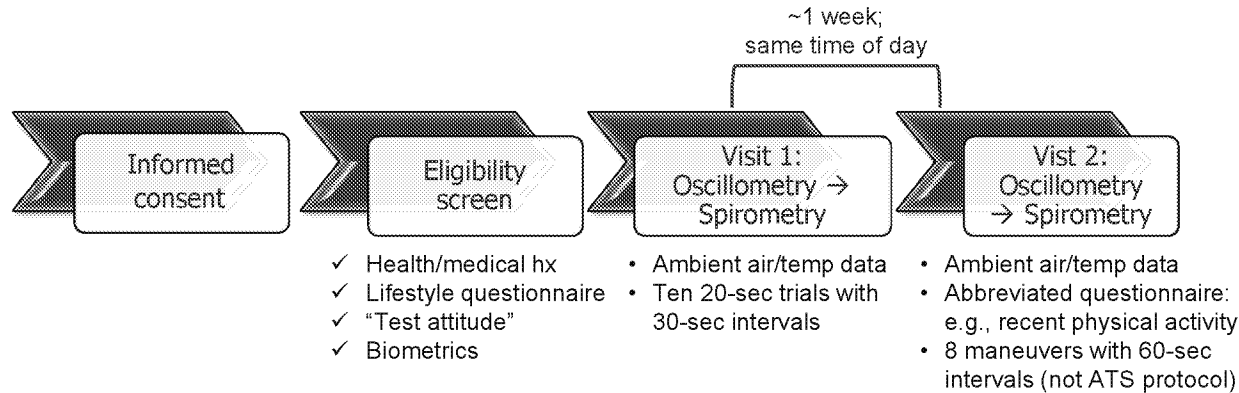 ~1 week;
same time of day
Informed
consent
Eligibility
screen
Visit 1:
Oscillometry →
Spirometry
Vist 2:
Oscillometry
→ Spirometry
✓ Health/medical hx
✓ Lifestyle questionnaire
✓ “Test attitude”
✓ Biometrics
• Ambient air/temp data
• Ten 20-sec trials with
30-sec intervals
• Ambient air/temp data
• Abbreviated questionnaire:
e.g., recent physical activity
• 8 maneuvers with 60-sec
intervals (not ATS protocol)